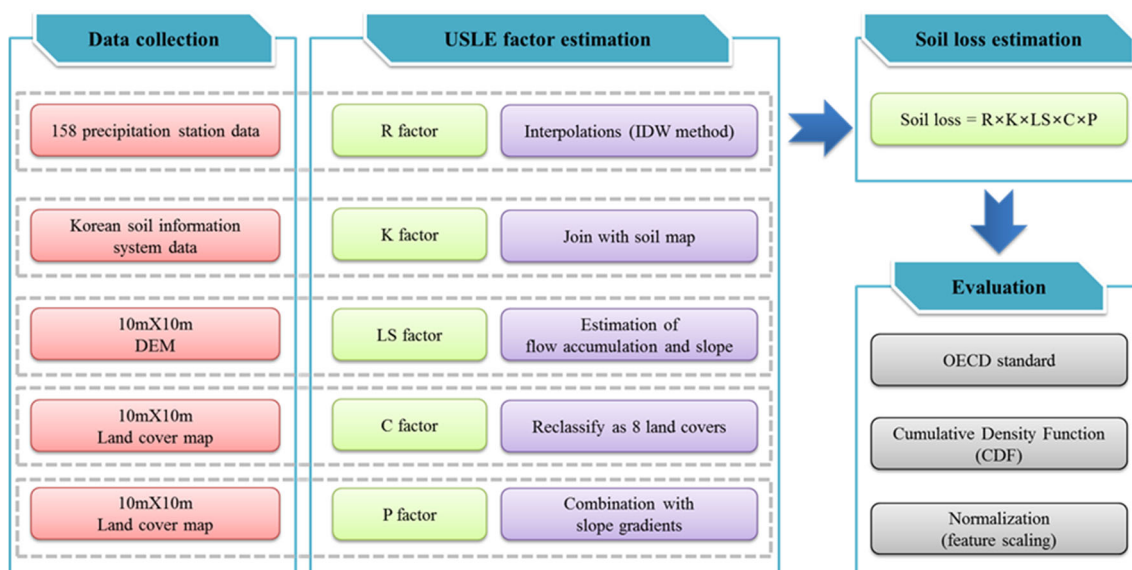 Data collection
USLE factor estimation
Soil loss estimation
158 precipitation station data
R factor
Interpolations (IDW method)
Soil loss = R×K×LS×C×P
Korean soil information
system data
K factor
Join with soil map
Evaluation
10mX10m
DEM
LS factor
Estimation of
flow accumulation and slope
OECD standard
10mX10m
Land cover map
C factor
Reclassify as 8 land covers
Cumulative Density Function
(CDF)
10mX10m
Land cover map
P factor
Combination with
slope gradients
Normalization
(feature scaling)